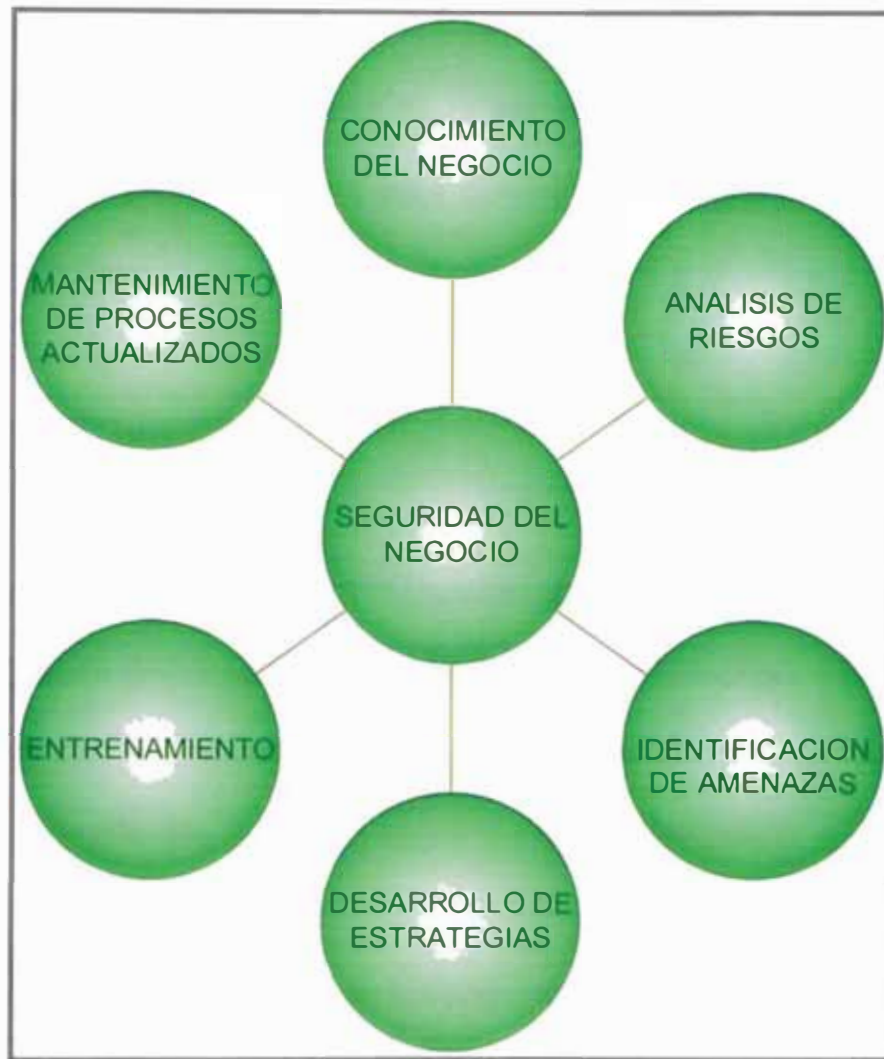 CONOCIMIENTO
DEL NEGOCIO
MANTENIMIENTO
DE PROCESOS
ACTUALIZADOS
ANALISIS DE
RIESGOS
SEGURIDAD DEL
NEGOCIO
ENTRENAMIENTO
IDENTIFICACION
DE AMENAZAS
DESARROLLO DE
ESTRATEGIAS